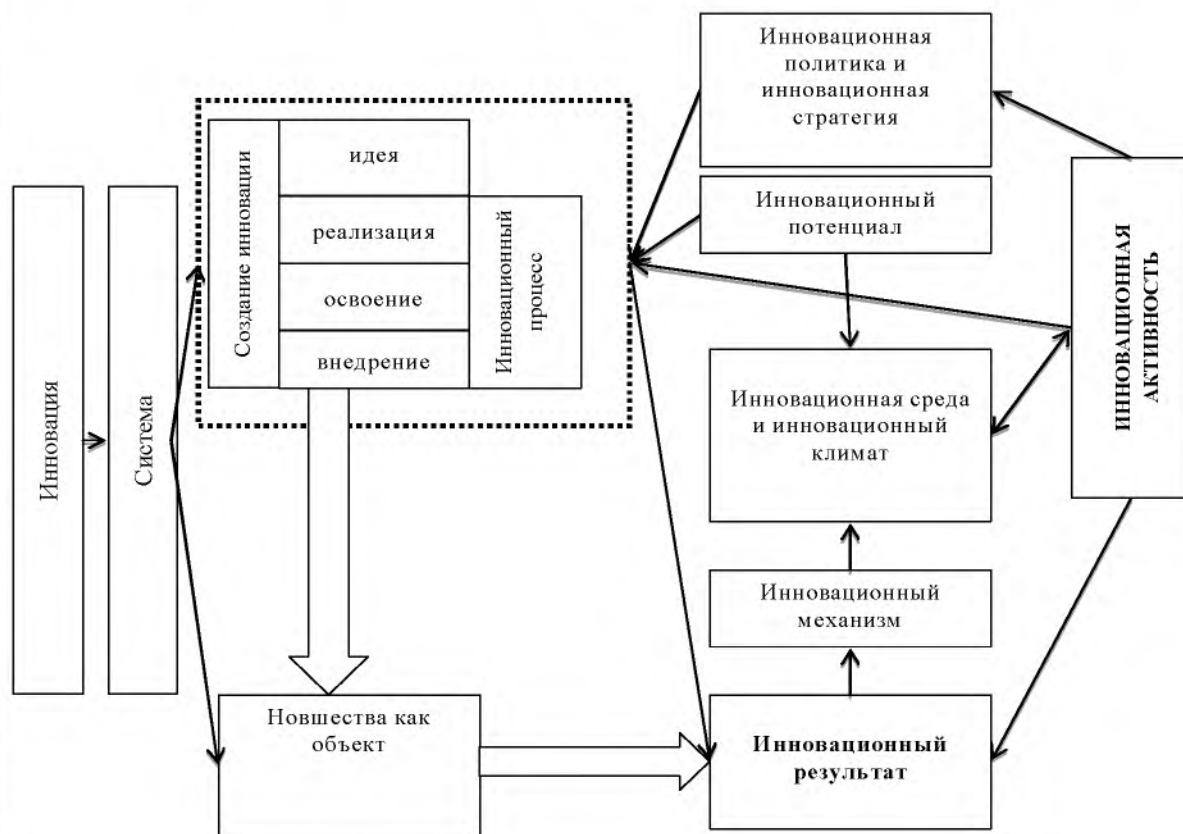 Инновация
Система
Создание инновации
идея
реализация
освоение
внедрение
Инновационный
процесс
Новшества как
объект
Инновационная
политика и
инновационная
стратегия
Инновационный
потенциал
Инновационная среда
и инновационный
климат
Инновационный
механизм
Инновационный
результат
ИННОВАЦИОННАЯ
АКТИВНОСТЬ